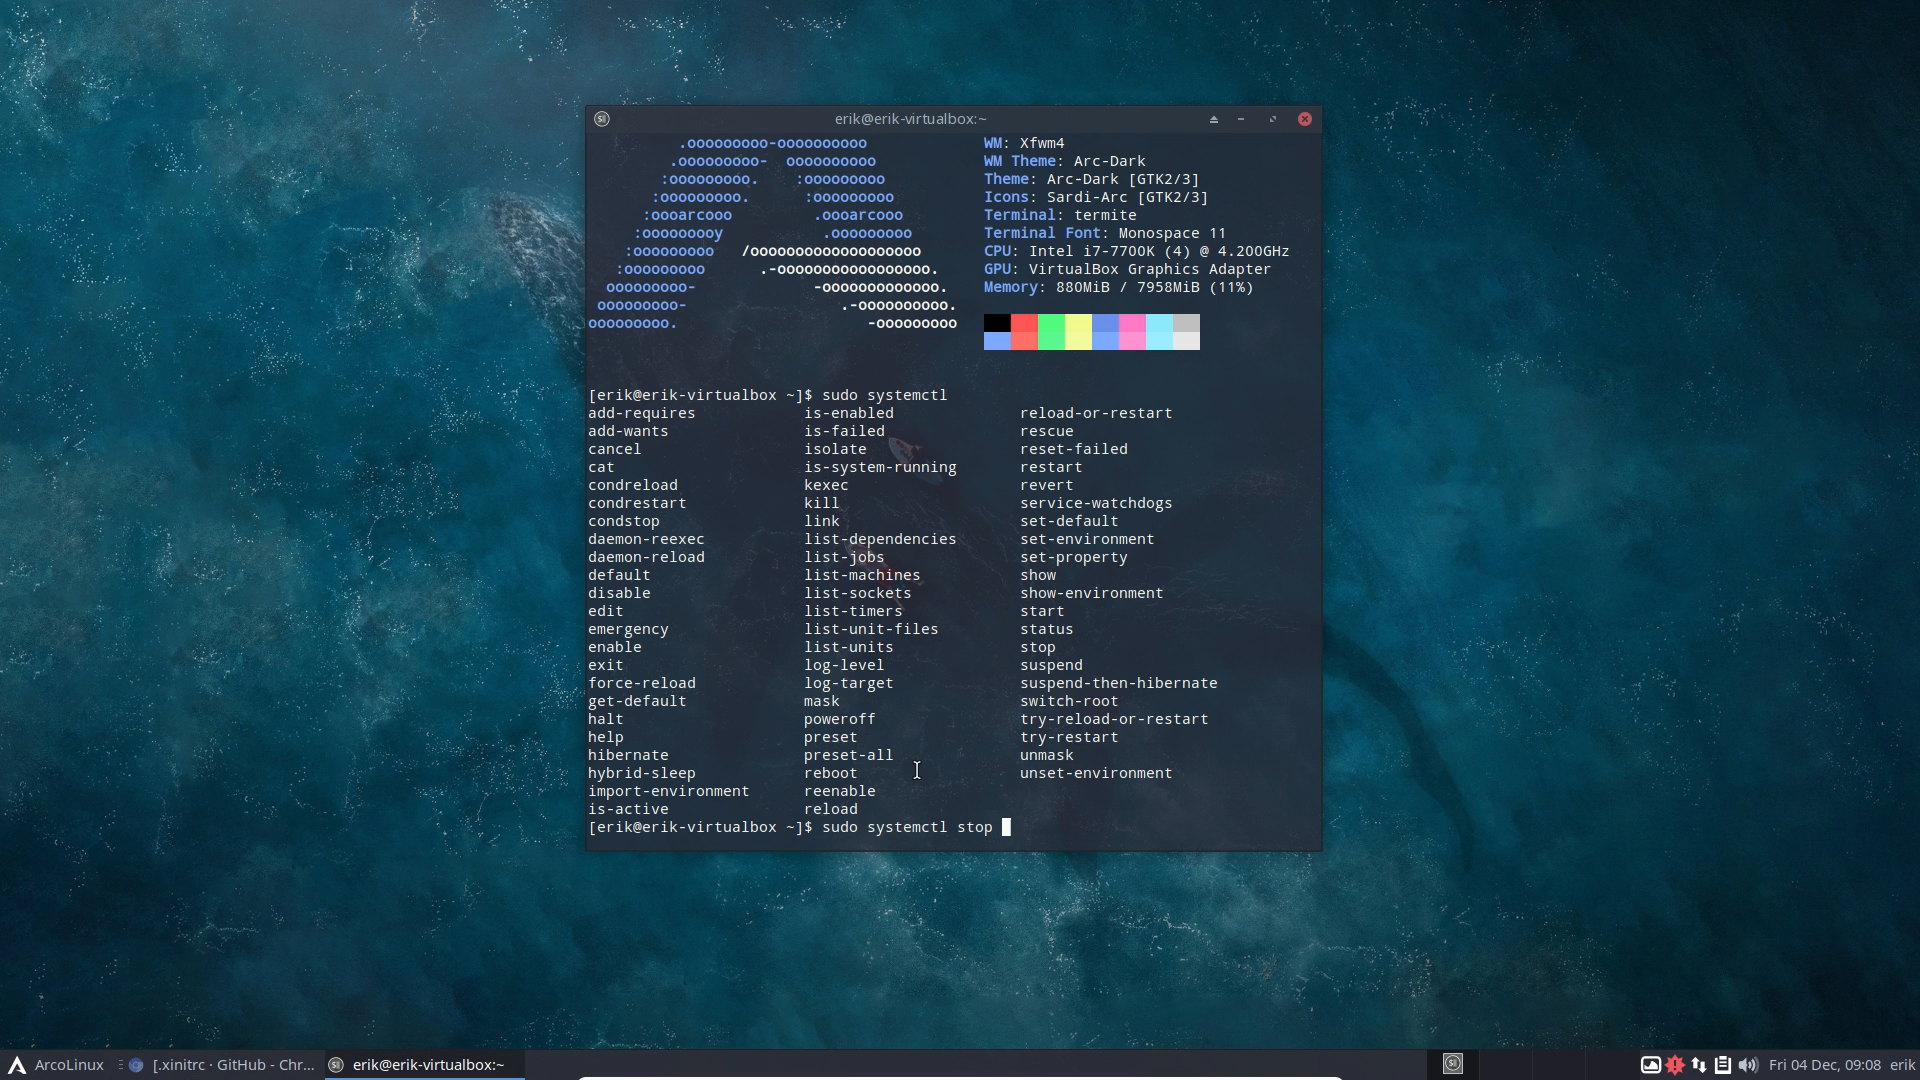 erik@erik-virtualbox:~
.ooooooooo-oooooooooo WM: Xfwm4
.ooooooooo- oooooooooo WM Theme: Arc-Dark
:ooooooooo. :ooooooooo Theme: Arc-Dark [GTK2/3]
:ooooooooo. :ooooooooo Icons: Sardi-Arc [GTK2/3]
:oooarcooo .oooarcooo Terminal: termite
:ooooooooy .ooooooooo Terminal Font: Monospace 11
:ooooooooo /ooooooooooooooooooo CPU: Intel i7-7700K (4) @ 4.200GHz
:ooooooooo .-ooooooooooooooooo. GPU: VirtualBox Graphics Adapter
ooooooooo- -ooooooooooooo. Memory: 880MiB / 7958MiB (11%)
ooooooooo- .-oooooooooo.
ooooooooo. -ooooooooo
[erik@erik-virtualbox ~]$ sudo systemctl
add-requires is-enabled reload-or-restart
add-wants is-failed rescue
cancel isolate reset-failed
cat is-system-running restart
condreload kexec revert
condrestart kill service-watchdogs
condstop link set-default
daemon-reexec list-dependencies set-environment
daemon-reload list-jobs set-property
default list-machines show
disable list-sockets show-environment
edit list-timers start
emergency list-unit-files status
enable list-units stop
exit log-level suspend
force-reload log-target suspend-then-hibernate
get-default mask switch-root
halt poweroff try-reload-or-restart
help preset try-restart
hibernate preset-all unmask
hybrid-sleep reboot unset-environment
import-environment reenable
is-active reload
[erik@erik-virtualbox ~]$ sudo systemctl stop
ArcoLinux [.xinitrc · GitHub - Chr... erik@erik-virtualbox:~ Fri 04 Dec, 09:08 erik